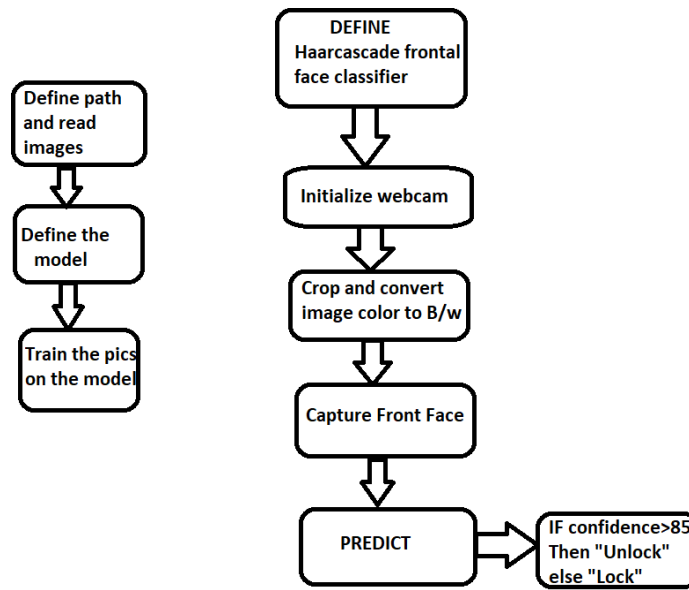 Define path
and read
images
Define the
model
Train the pics
on the model
DEFINE
Haarcascade frontal
face classifier
Initialize webcam
Crop and convert
image color to B/w
Capture Front Face
PREDICT
IF confidence>85
Then "Unlock"
else "Lock"